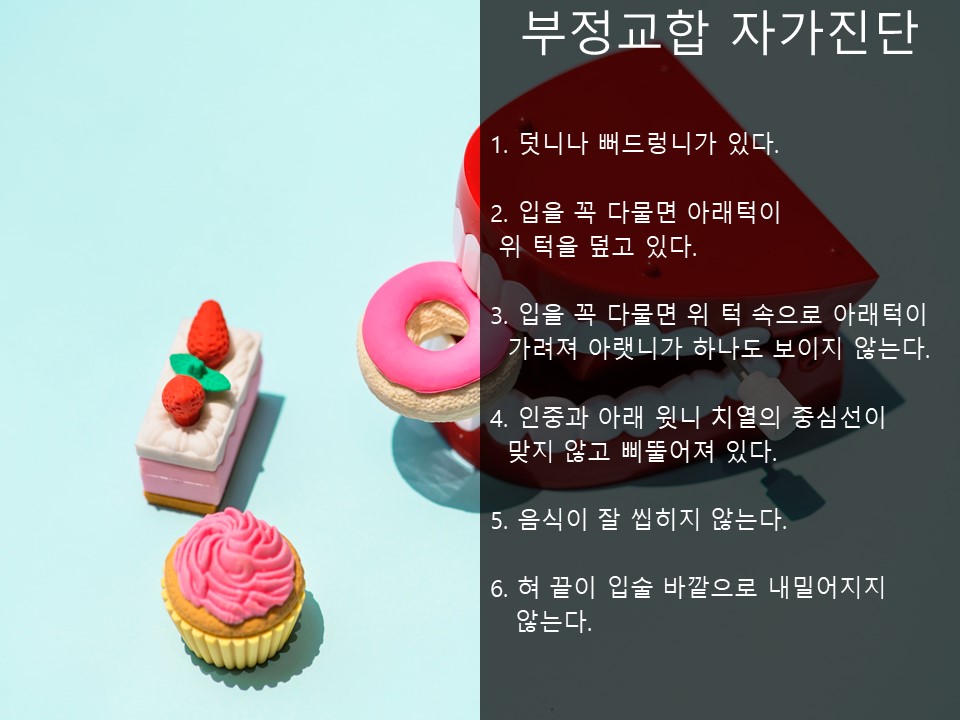 부정교합 자가진단
1. 덧니나 뻐드렁니가 있다.
2. 입을 꼭 다물면 아래턱이
위 턱을 덮고 있다.
3. 입을 꼭 다물면 위 턱 속으로 아래턱이
가려져 아랫니가 하나도 보이지 않는다.
4. 인중과 아래 윗니 치열의 중심선이
맞지 않고 삐뚤어져 있다.
5. 음식이 잘 씹히지 않는다.
6. 혀 끝이 입술 바깥으로 내밀어지지
않는다.